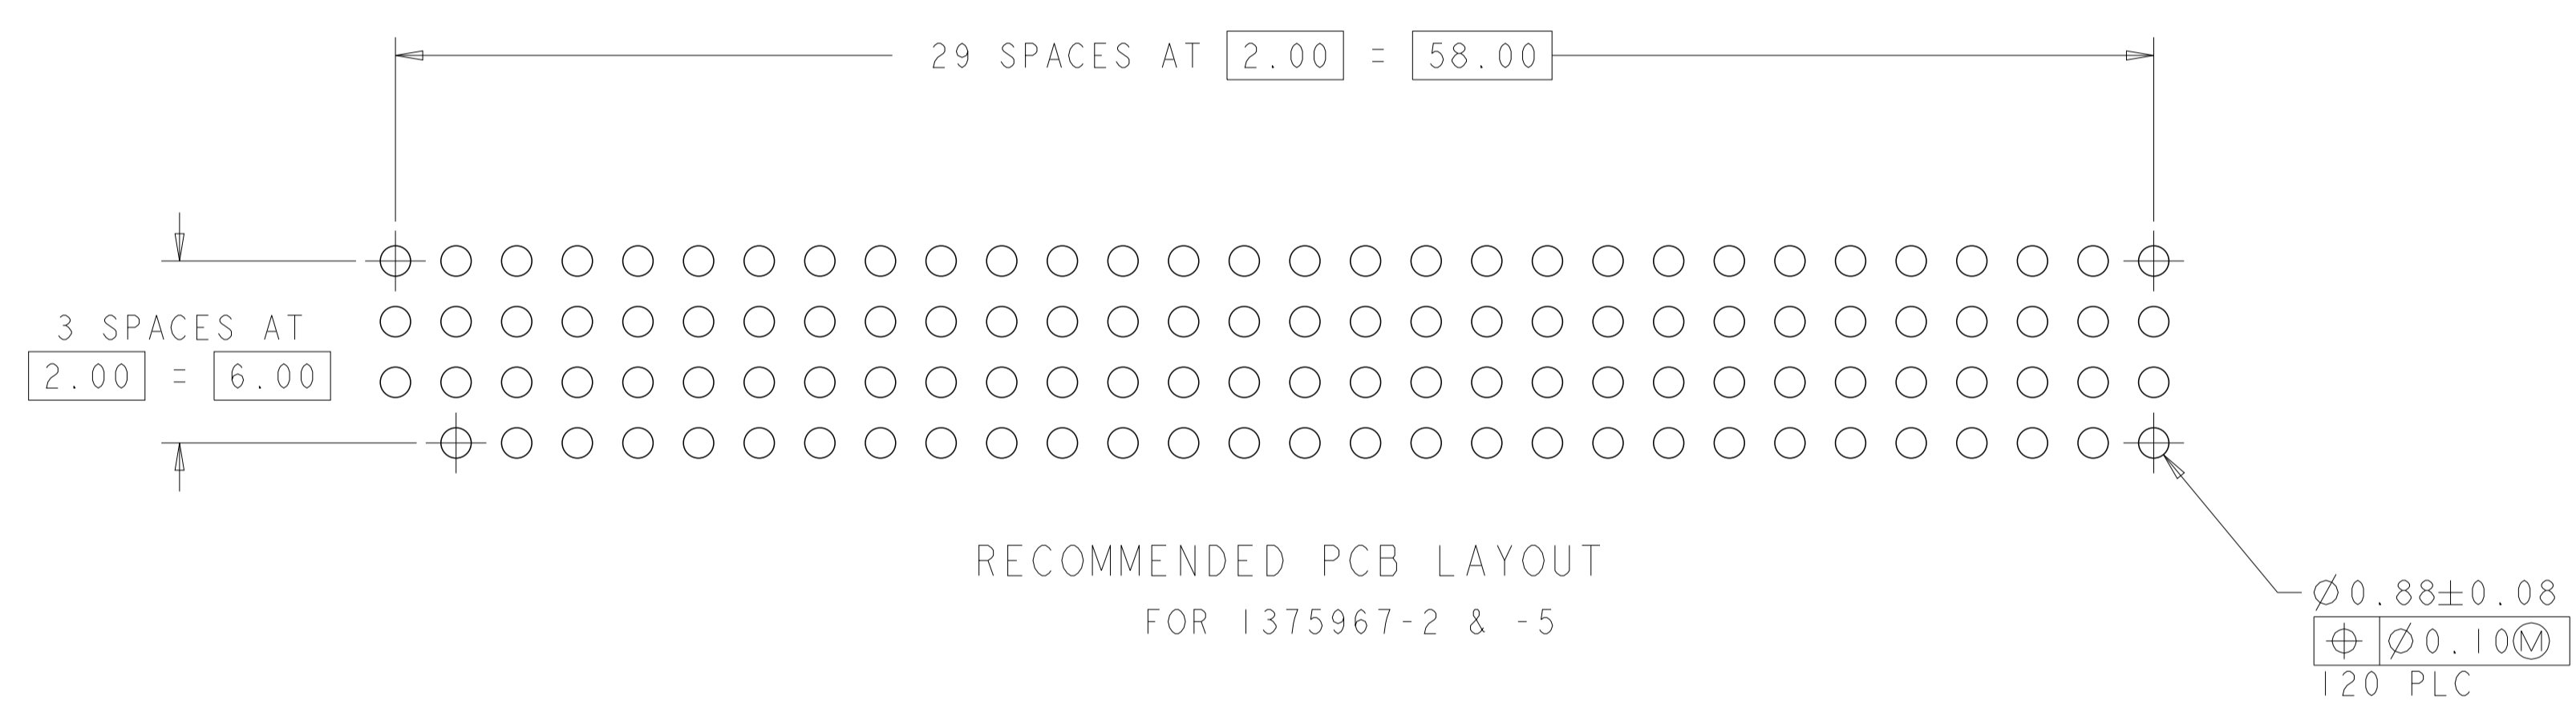 29 SPACES AT 2.00 = 58.00
3 SPACES AT
2.00 = 6.00
RECOMMENDED PCB LAYOUT
FOR 1375967-2 & -5
Ø0.88±0.08
⌖ Ø0.10Ⓜ
120 PLC